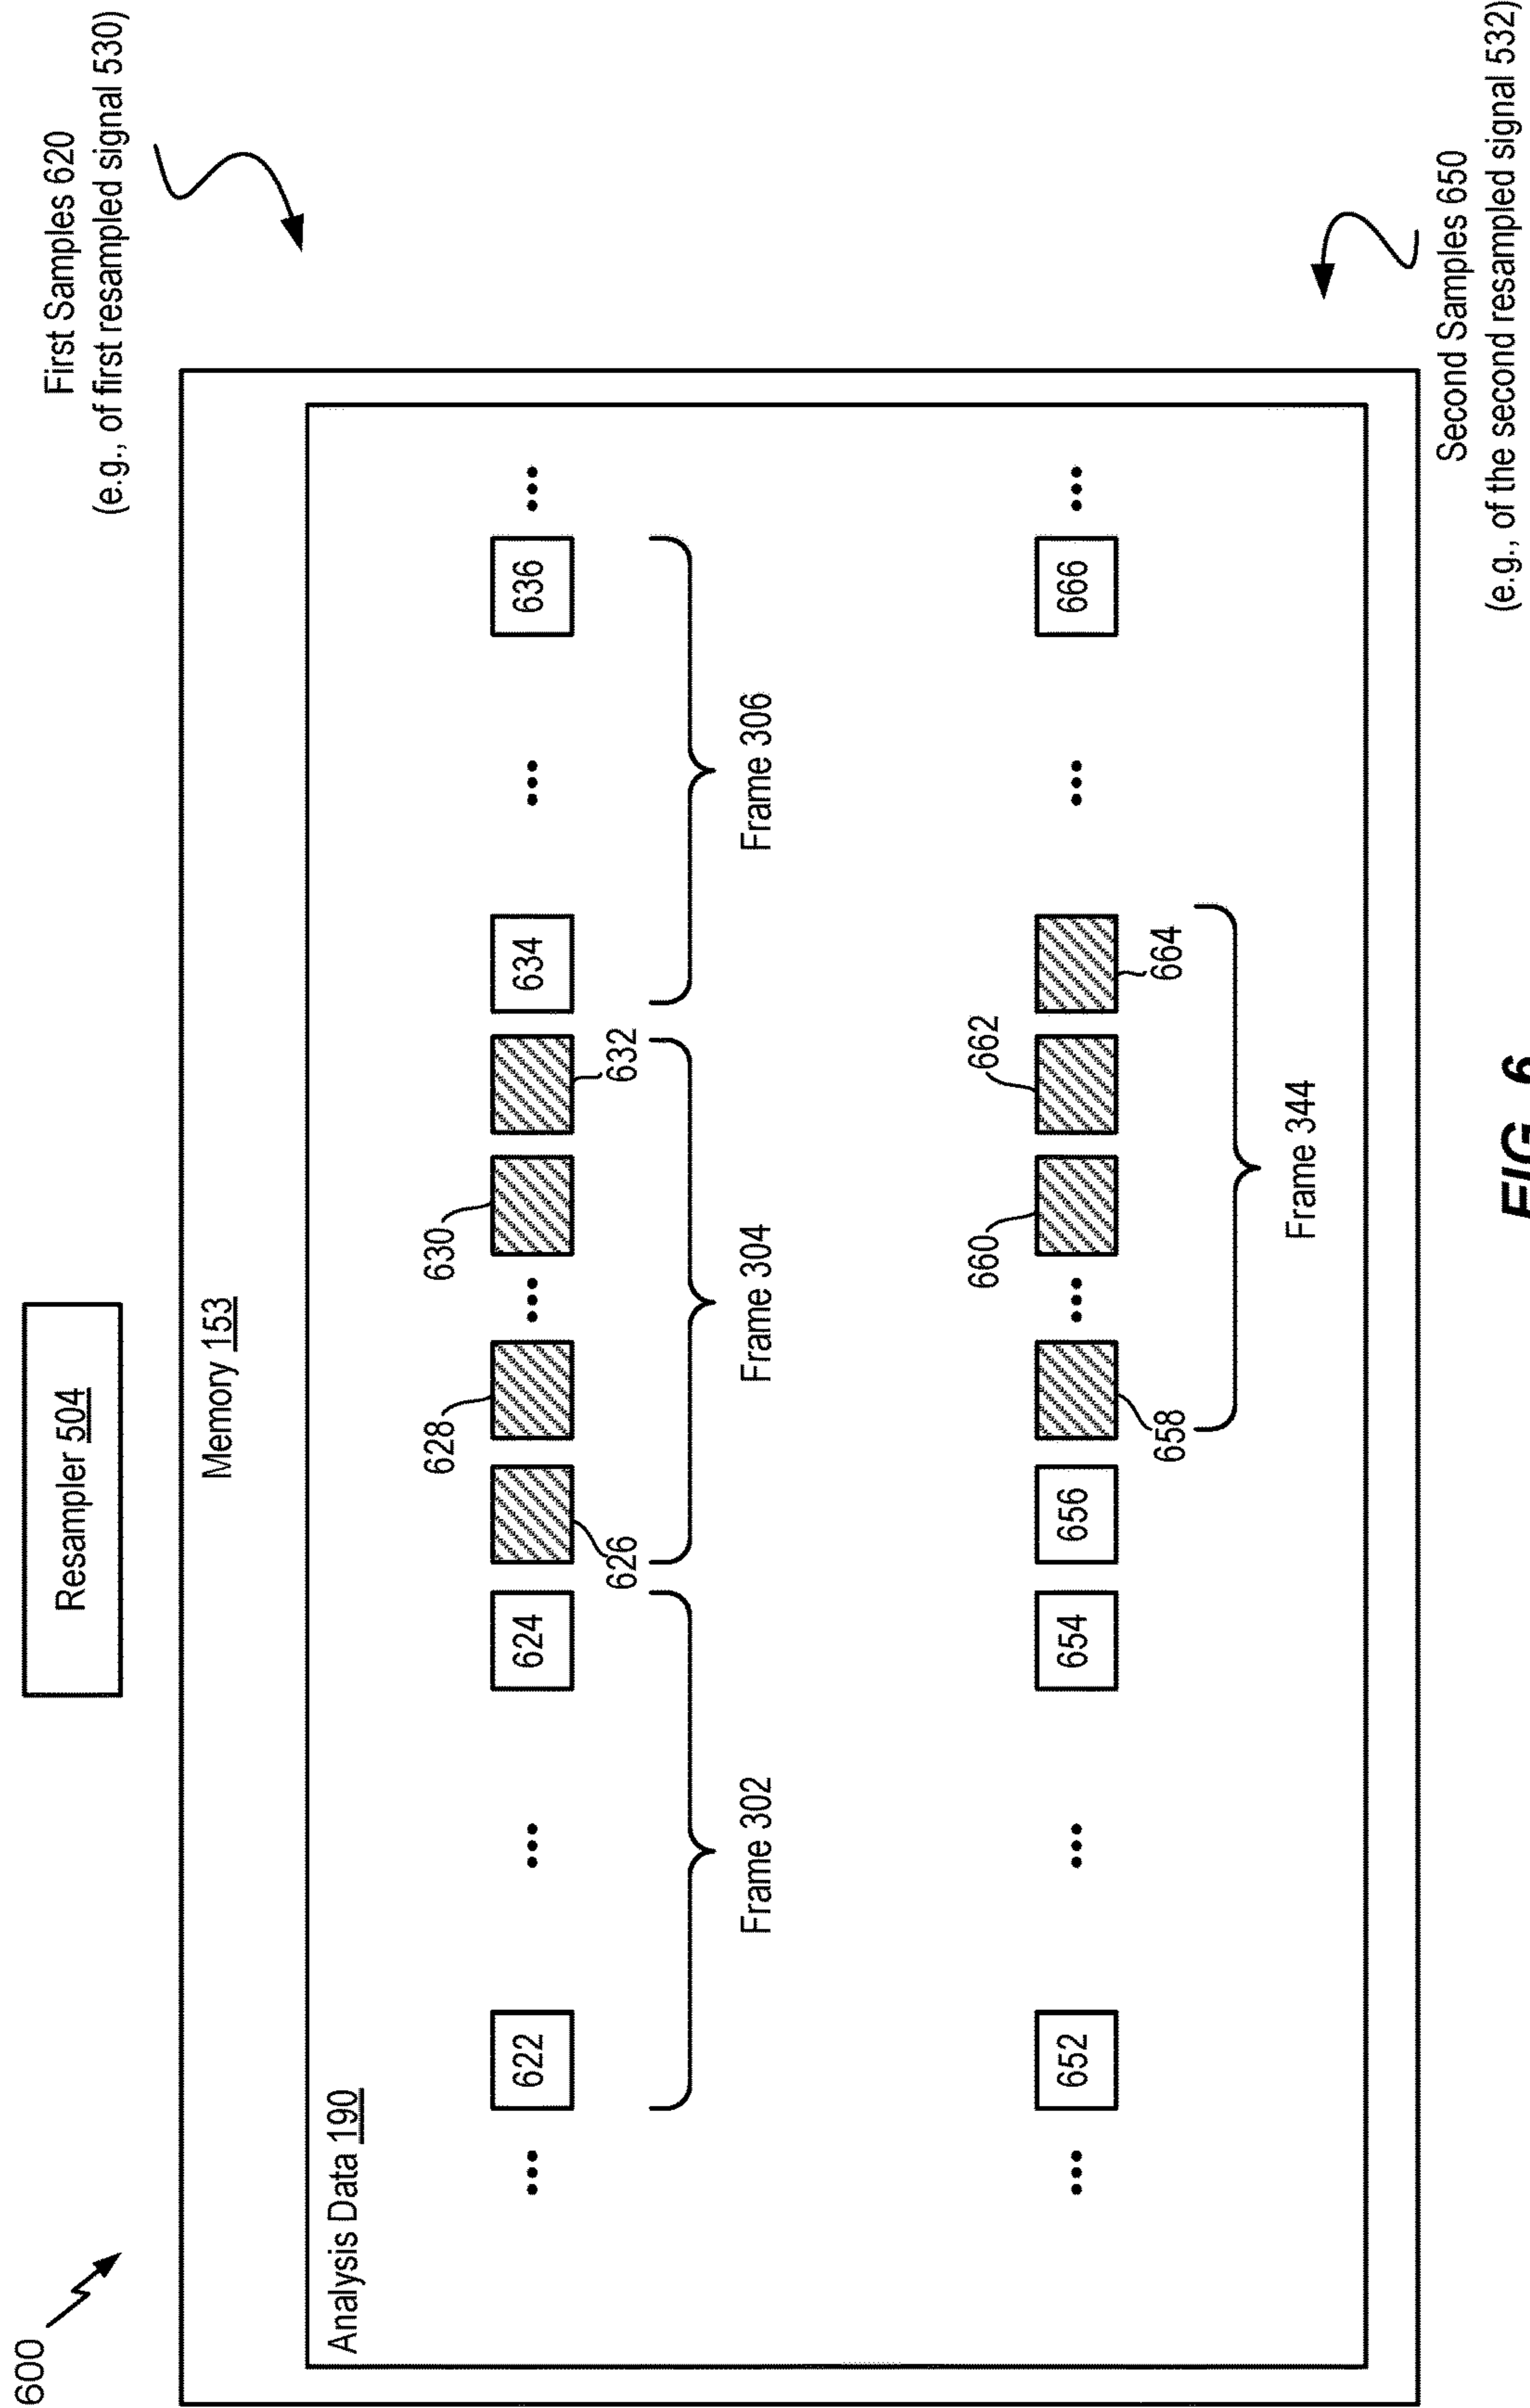 600
Resampler 504
First Samples 620
(e.g., of first resampled signal 530)
Memory 153
Analysis Data 190
628
630
••• 622 ••• 624 ••• 634 ••• 636 •••
626
632
Frame 302
Frame 304
Frame 306
660
662
••• 652 ••• 654 656 ••• ••• 666 •••
658
664
Frame 344
Second Samples 650
(e.g., of the second resampled signal 532)
FIG. 6